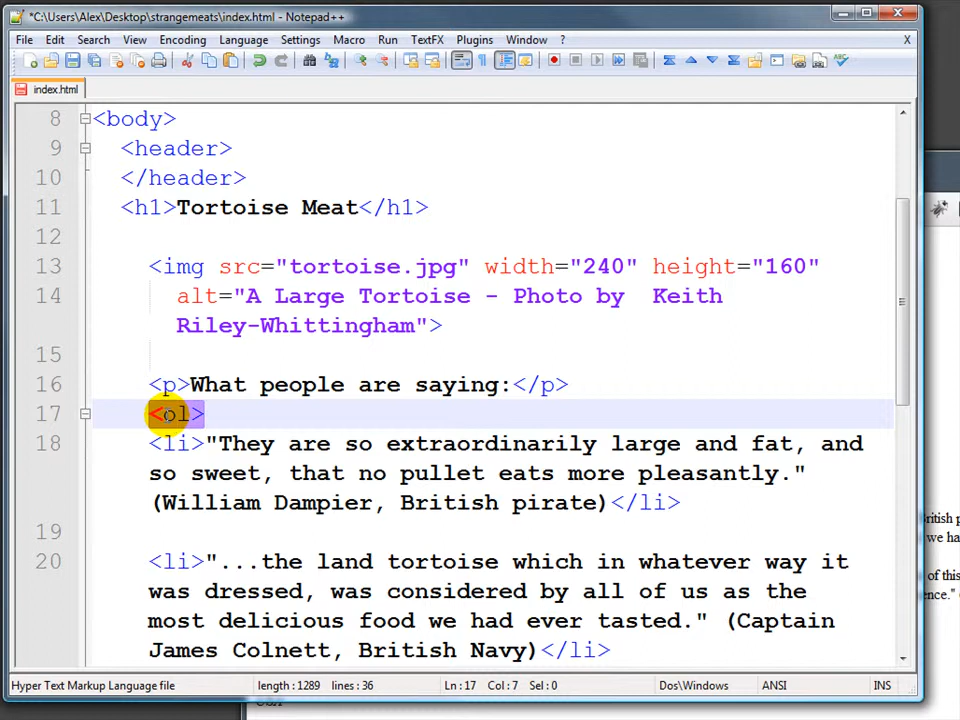 *C:\Users\Alex\Desktop\strangemeats\index.html - Notepad++
File Edit Search View Encoding Language Settings Macro Run TextFX Plugins Window ? X
index.html
8 <body>
9 <header>
10 </header>
11 <h1>Tortoise Meat</h1>
12
13 <img src="tortoise.jpg" width="240" height="160"
14 alt="A Large Tortoise - Photo by  Keith
Riley-Whittingham">
15
16 <p>What people are saying:</p>
17 <ol>
18 <li>"They are so extraordinarily large and fat, and
so sweet, that no pullet eats more pleasantly."
(William Dampier, British pirate)</li>
19
20 <li>"...the land tortoise which in whatever way it
was dressed, was considered by all of us as the
most delicious food we had ever tasted." (Captain
James Colnett, British Navy)</li>
British p
we ha
of this
ence."
Hyper Text Markup Language file length:1289 lines:36 Ln:17 Col:7 Sel:0 Dos\Windows ANSI INS